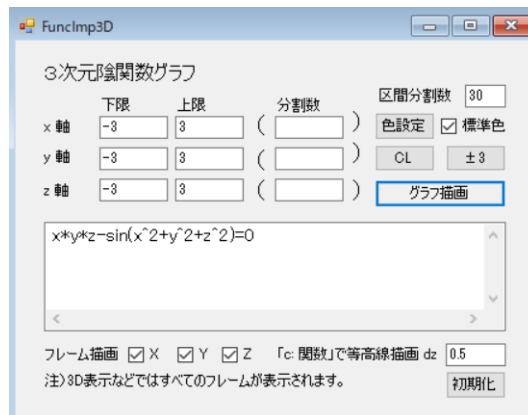 FuncImp3D
3次元陰関数グラフ
区間分割数 30
下限 上限 分割数
x 軸 -3 3 ( ) 色設定 標準色
y 軸 -3 3 ( ) CL ±3
z 軸 -3 3 ( ) グラフ描画
x*y*z-sin(x^2+y^2+z^2)=0
フレーム描画 X Y Z 「c: 関数」で等高線描画 dz 0.5
注)3D表示などではすべてのフレームが表示されます。 初期化